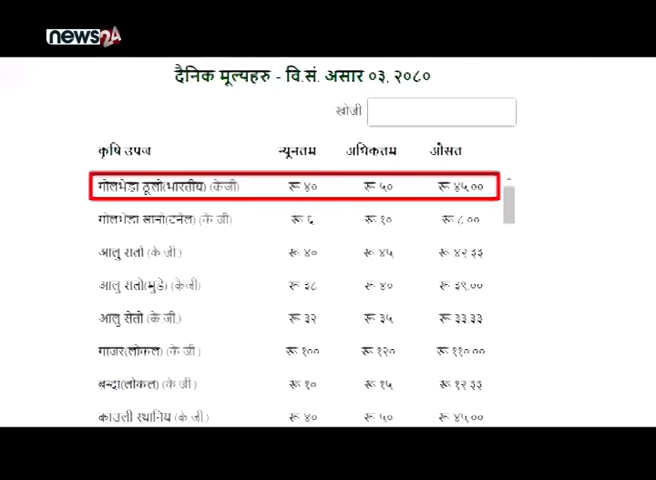 news24
दैनिक मूल्यहरु - वि.सं. असार ०३, २०८०
खोजी
कृषि उपज न्यूनतम अधिकतम औसत
गोलभेडा ठूलो(भारतीय) (केजी) रू ४० रू ५० रू ४५.००
गोलभेडा सानो(टनेल) (के जी) रू ६ रू १० रू ८.००
आलु रातो (के.जी.) रू ४० रू ४५ रू ४२.३३
आलु रातो(मुडे) (केजी) रू ३८ रू ४० रू ३९.००
आलु सेतो (के.जी.) रू ३२ रू ३५ रू ३३.३३
गाजर(लोकल) (के जी) रू १०० रू १२० रू ११०.००
बन्दा(लोकल) (के जी) रू १० रू १५ रू १२.३३
काउली स्थानिय (के जी.) रू ४० रू ५० रू ४५.००